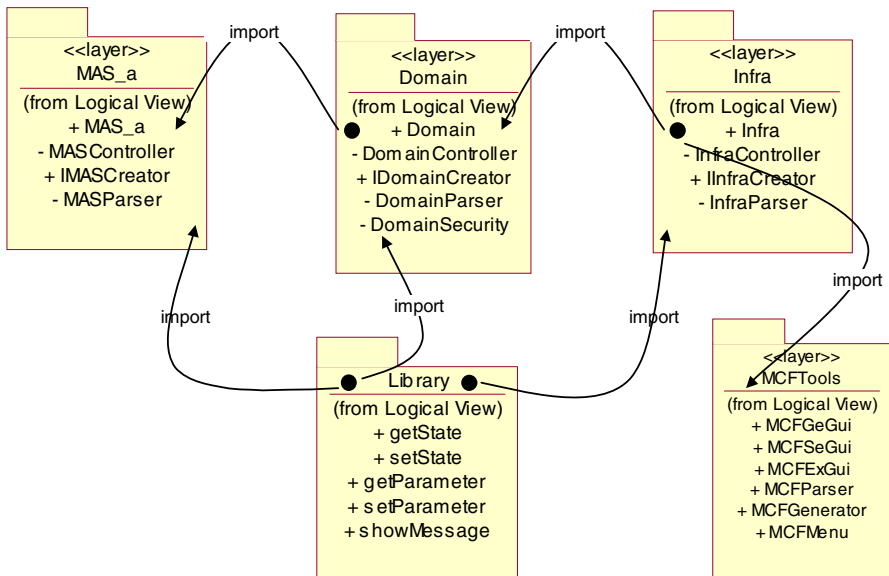 <<layer>>
MAS_a
(from Logical View)
+ MAS_a
- MASController
+ IMASCreator
- MASParser
import
<<layer>>
Domain
(from Logical View)
+ Domain
- DomainController
+ IDomainCreator
- DomainParser
- DomainSecurity
import
<<layer>>
Infra
(from Logical View)
+ Infra
- InfraController
+ IInfraCreator
- InfraParser
import
import
import
import
Library
(from Logical View)
+ getState
+ setState
+ getParameter
+ setParameter
+ showMessage
<<layer>>
MCFTools
(from Logical View)
+ MCFGeGui
+ MCFSeGui
+ MCFExGui
+ MCFParser
+ MCFGenerator
+ MCFMenu